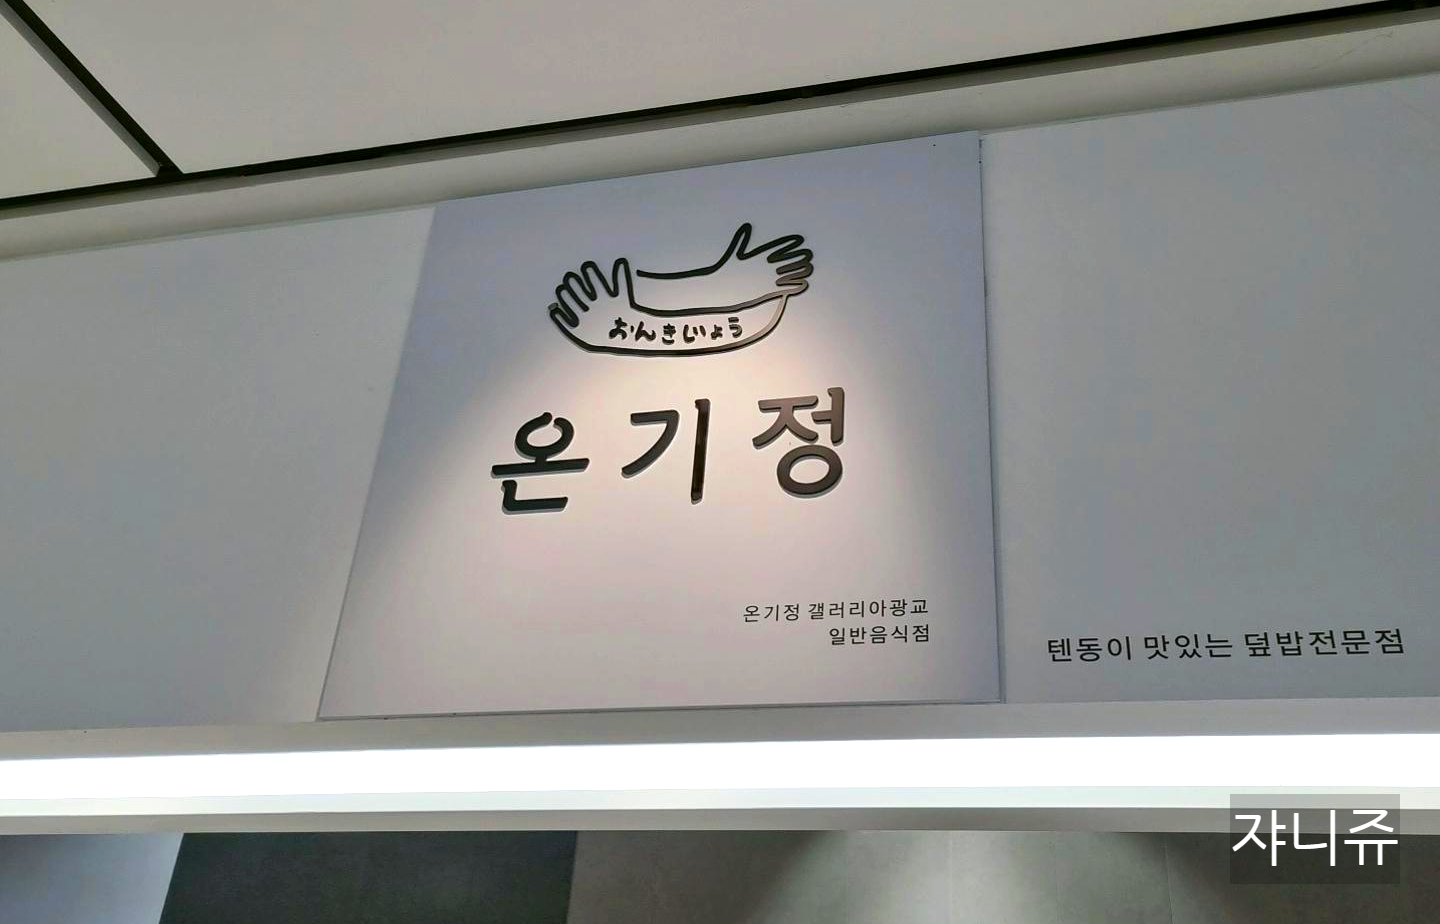 おんきじょう
온기정
온기정 갤러리아광교
일반음식점
텐동이 맛있는 덮밥전문점
쟈니쥬